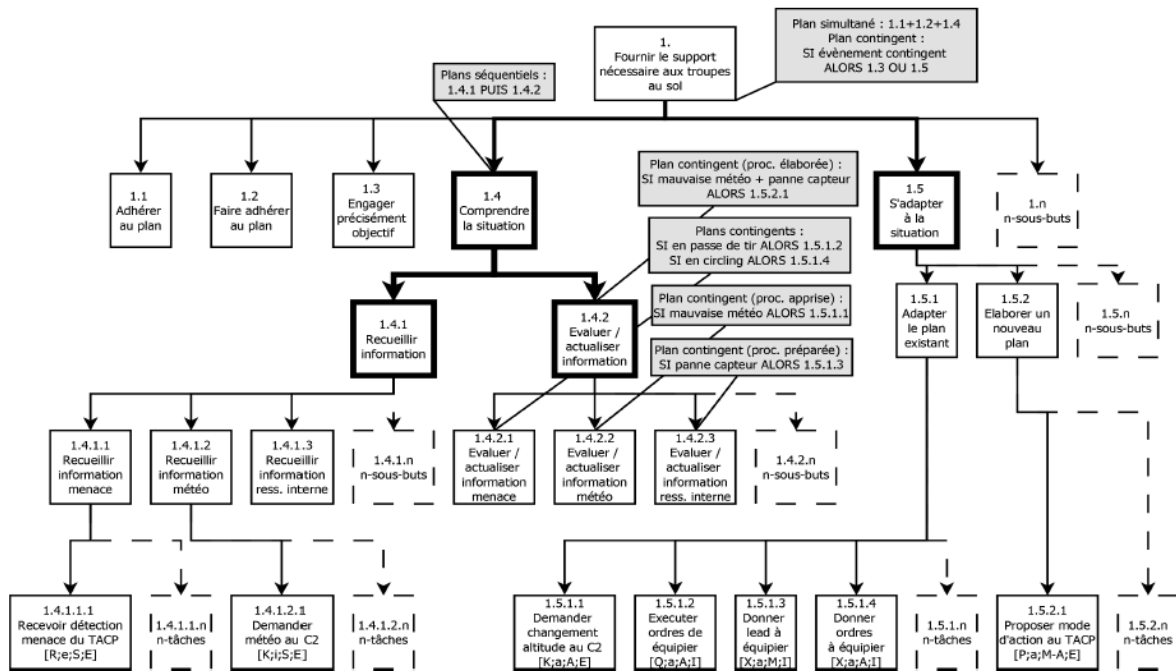 Plan simultané : 1.1+1.2+1.4
Plan contingent :
SI évènement contingent
ALORS 1.3 OU 1.5
1.
Fournir le support
nécessaire aux troupes
au sol
Plans séquentiels :
1.4.1 PUIS 1.4.2
1.1
Adhérer
au plan
1.2
Faire adhérer
au plan
1.3
Engager
précisément
objectif
1.4
Comprendre
la situation
Plan contingent (proc. élaborée) :
SI mauvaise météo + panne capteur
ALORS 1.5.2.1
1.5
S'adapter
à la
situation
1.n
n-sous-buts
Plans contingents :
SI en passe de tir ALORS 1.5.1.2
SI en circling ALORS 1.5.1.4
Plan contingent (proc. apprise) :
SI mauvaise météo ALORS 1.5.1.1
Plan contingent (proc. préparée) :
SI panne capteur ALORS 1.5.1.3
1.4.1
Recueillir
information
1.4.2
Evaluer /
actualiser
information
1.5.1
Adapter
le plan
existant
1.5.2
Elaborer un
nouveau
plan
1.5.n
n-sous-buts
1.4.1.1
Recueillir
information
menace
1.4.1.2
Recueillir
information
météo
1.4.1.3
Recueillir
information
ress. interne
1.4.1.n
n-sous-buts
1.4.2.1
Evaluer /
actualiser
information
menace
1.4.2.2
Evaluer /
actualiser
information
météo
1.4.2.3
Evaluer /
actualiser
information
ress. interne
1.4.2.n
n-sous-buts
1.4.1.1.1
Recevoir détection
menace du TACP
[R;e;S;E]
1.4.1.1.n
n-tâches
1.4.1.2.1
Demander
météo au C2
[K;i;S;E]
1.4.1.2.n
n-tâches
1.5.1.1
Demander
changement
altitude au C2
[K;a;A;E]
1.5.1.2
Executer
ordres de
équipier
[Q;a;A;I]
1.5.1.3
Donner
lead à
équipier
[X;a;M;I]
1.5.1.4
Donner
ordres
à équipier
[X;a;A;I]
1.5.1.n
n-tâches
1.5.2.1
Proposer mode
d'action au TACP
[P;a;M-A;E]
1.5.2.n
n-tâches